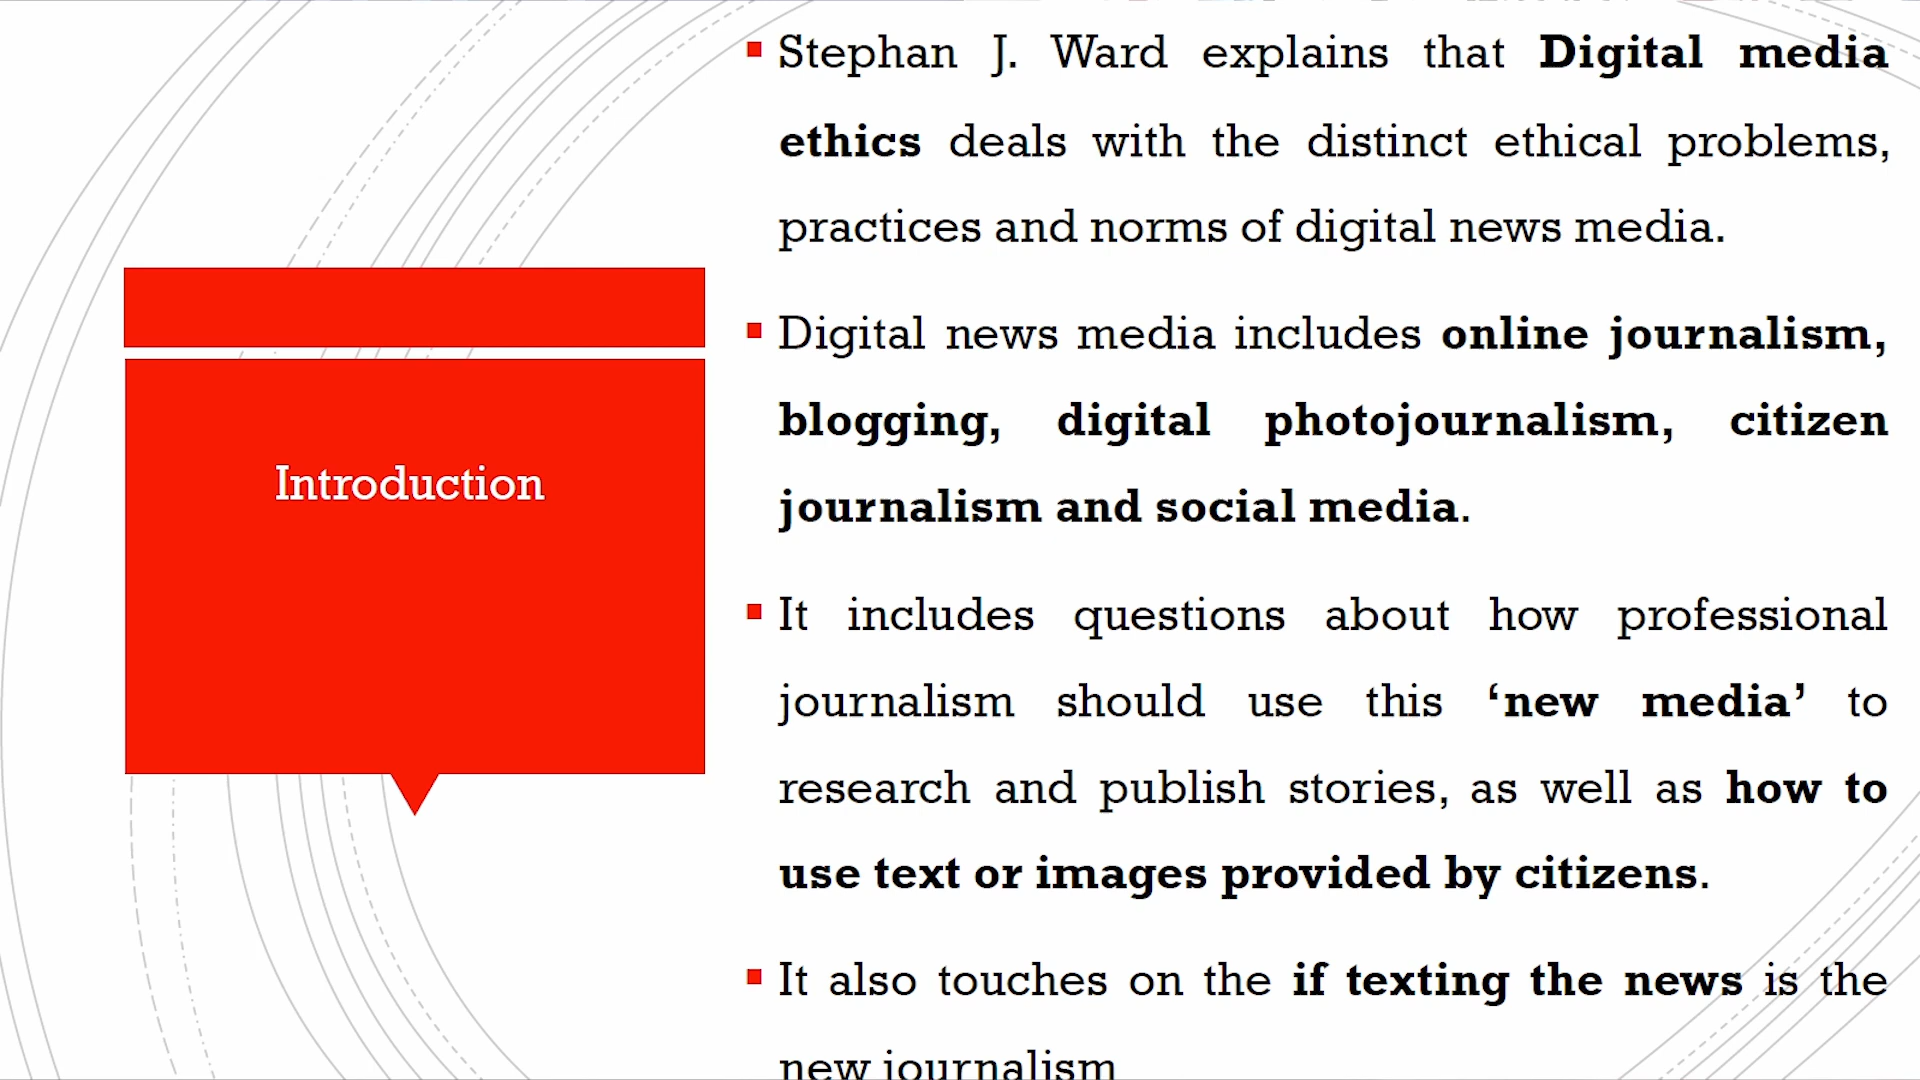 Introduction
Stephan J. Ward explains that Digital media
ethics deals with the distinct ethical problems,
practices and norms of digital news media.
Digital news media includes online journalism,
blogging, digital photojournalism, citizen
journalism and social media.
It includes questions about how professional
journalism should use this ‘new media’ to
research and publish stories, as well as how to
use text or images provided by citizens.
It also touches on the if texting the news is the
new journalism